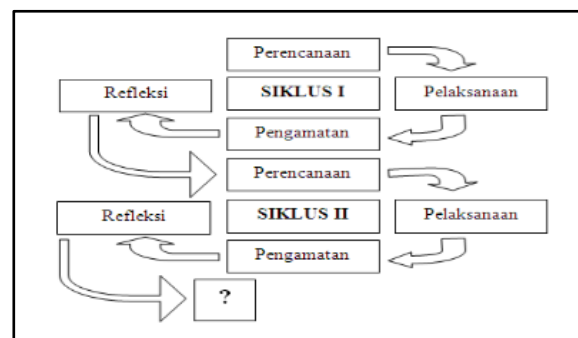 Perencanaan
Refleksi
SIKLUS I
Pelaksanaan
Pengamatan
Perencanaan
Refleksi
SIKLUS II
Pelaksanaan
Pengamatan
?